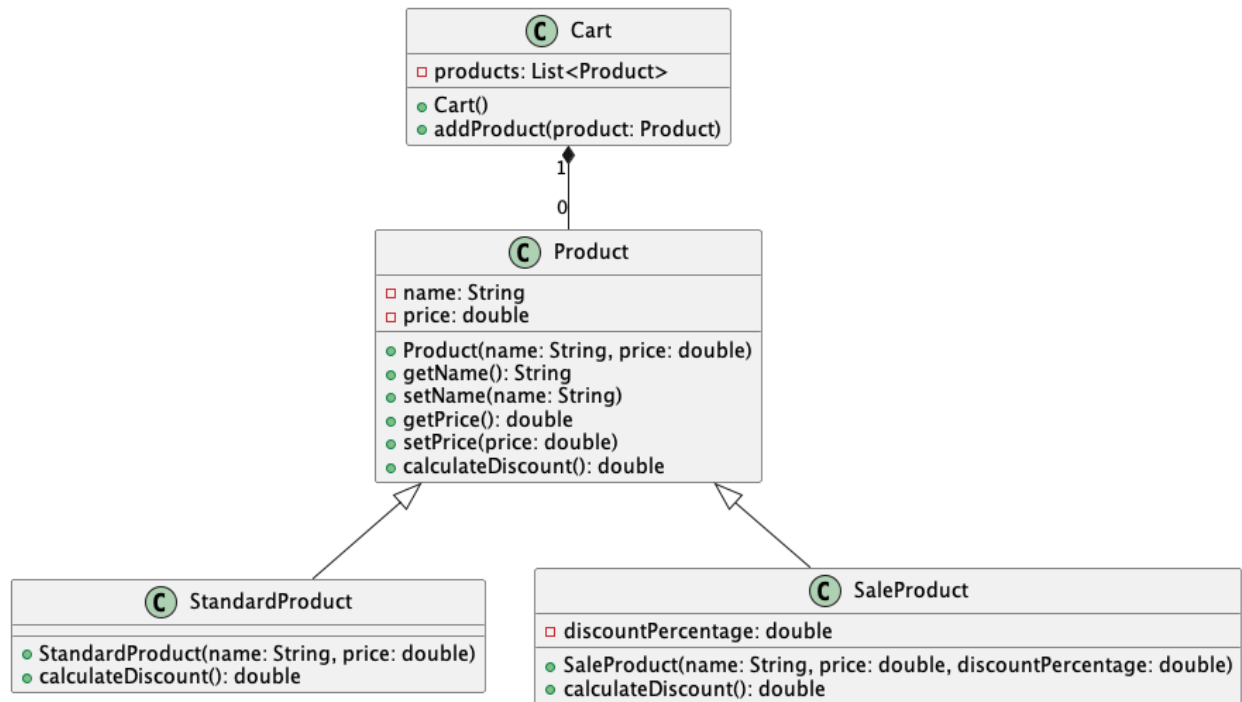 C Cart
products: List<Product>
Cart()
addProduct(product: Product)
1
0
C Product
name: String
price: double
Product(name: String, price: double)
getName(): String
setName(name: String)
getPrice(): double
setPrice(price: double)
calculateDiscount(): double
C StandardProduct
StandardProduct(name: String, price: double)
calculateDiscount(): double
C SaleProduct
discountPercentage: double
SaleProduct(name: String, price: double, discountPercentage: double)
calculateDiscount(): double